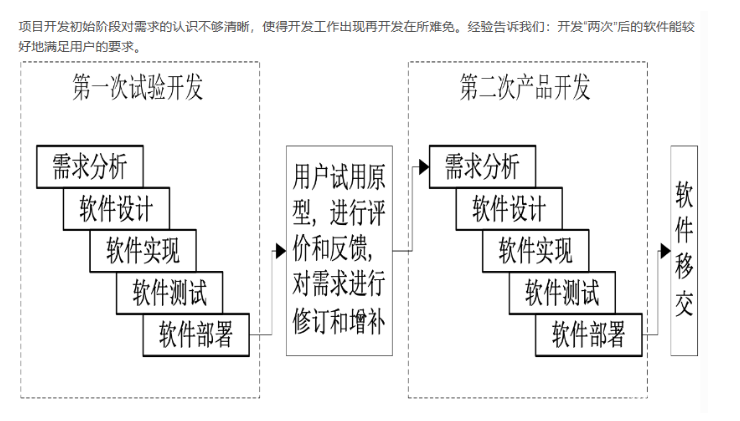 项目开发初始阶段对需求的认识不够清晰，使得开发工作出现再开发在所难免。经验告诉我们：开发“两次”后的软件能较
好地满足用户的要求。
第一次试验开发
需求分析
软件设计
软件实现
软件测试
软件部署
用户试用原
型，进行评
价和反馈，
对需求进行
修订和增补
第二次产品开发
需求分析
软件设计
软件实现
软件测试
软件部署
软
件
移
交